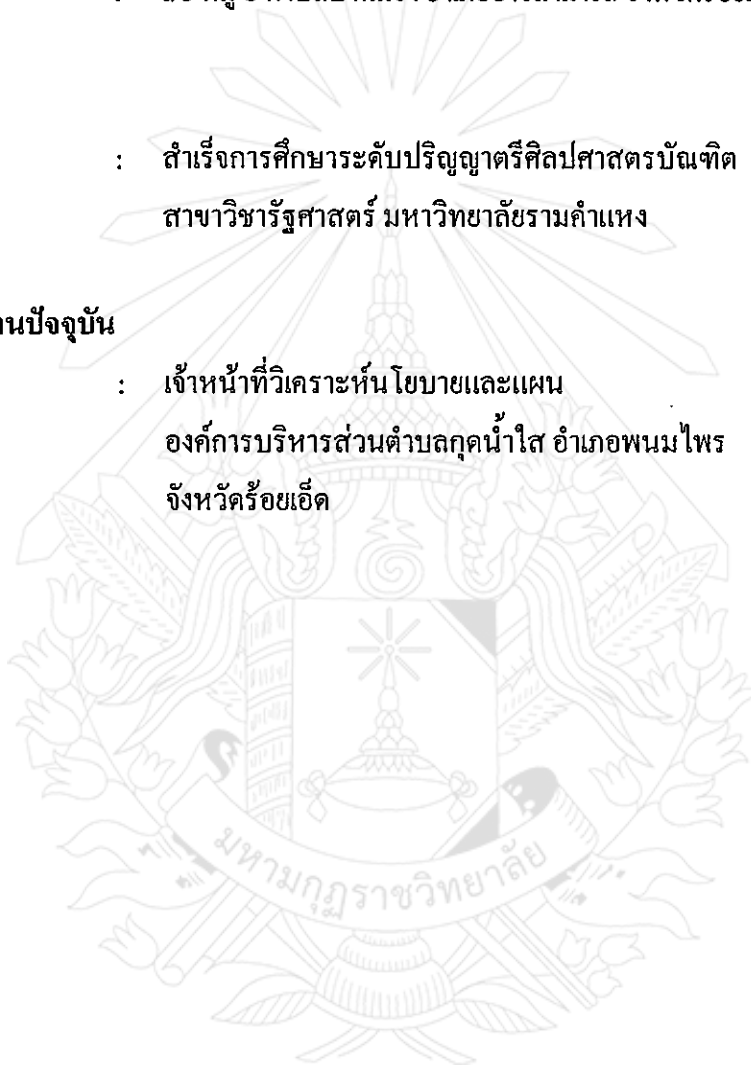 : สำเร็จการศึกษาระดับปริญญาตรีศิลปศาสตรบัณฑิต
สาขาวิชารัฐศาสตร์ มหาวิทยาลัยรามคำแหง
านปัจจุบัน
: เจ้าหน้าที่วิเคราะห์นโยบายและแผน
องค์การบริหารส่วนตำบลกุดน้ำใส อำเภอพนมไพร
จังหวัดร้อยเอ็ด
มหามกุฏราชวิทยาลัย